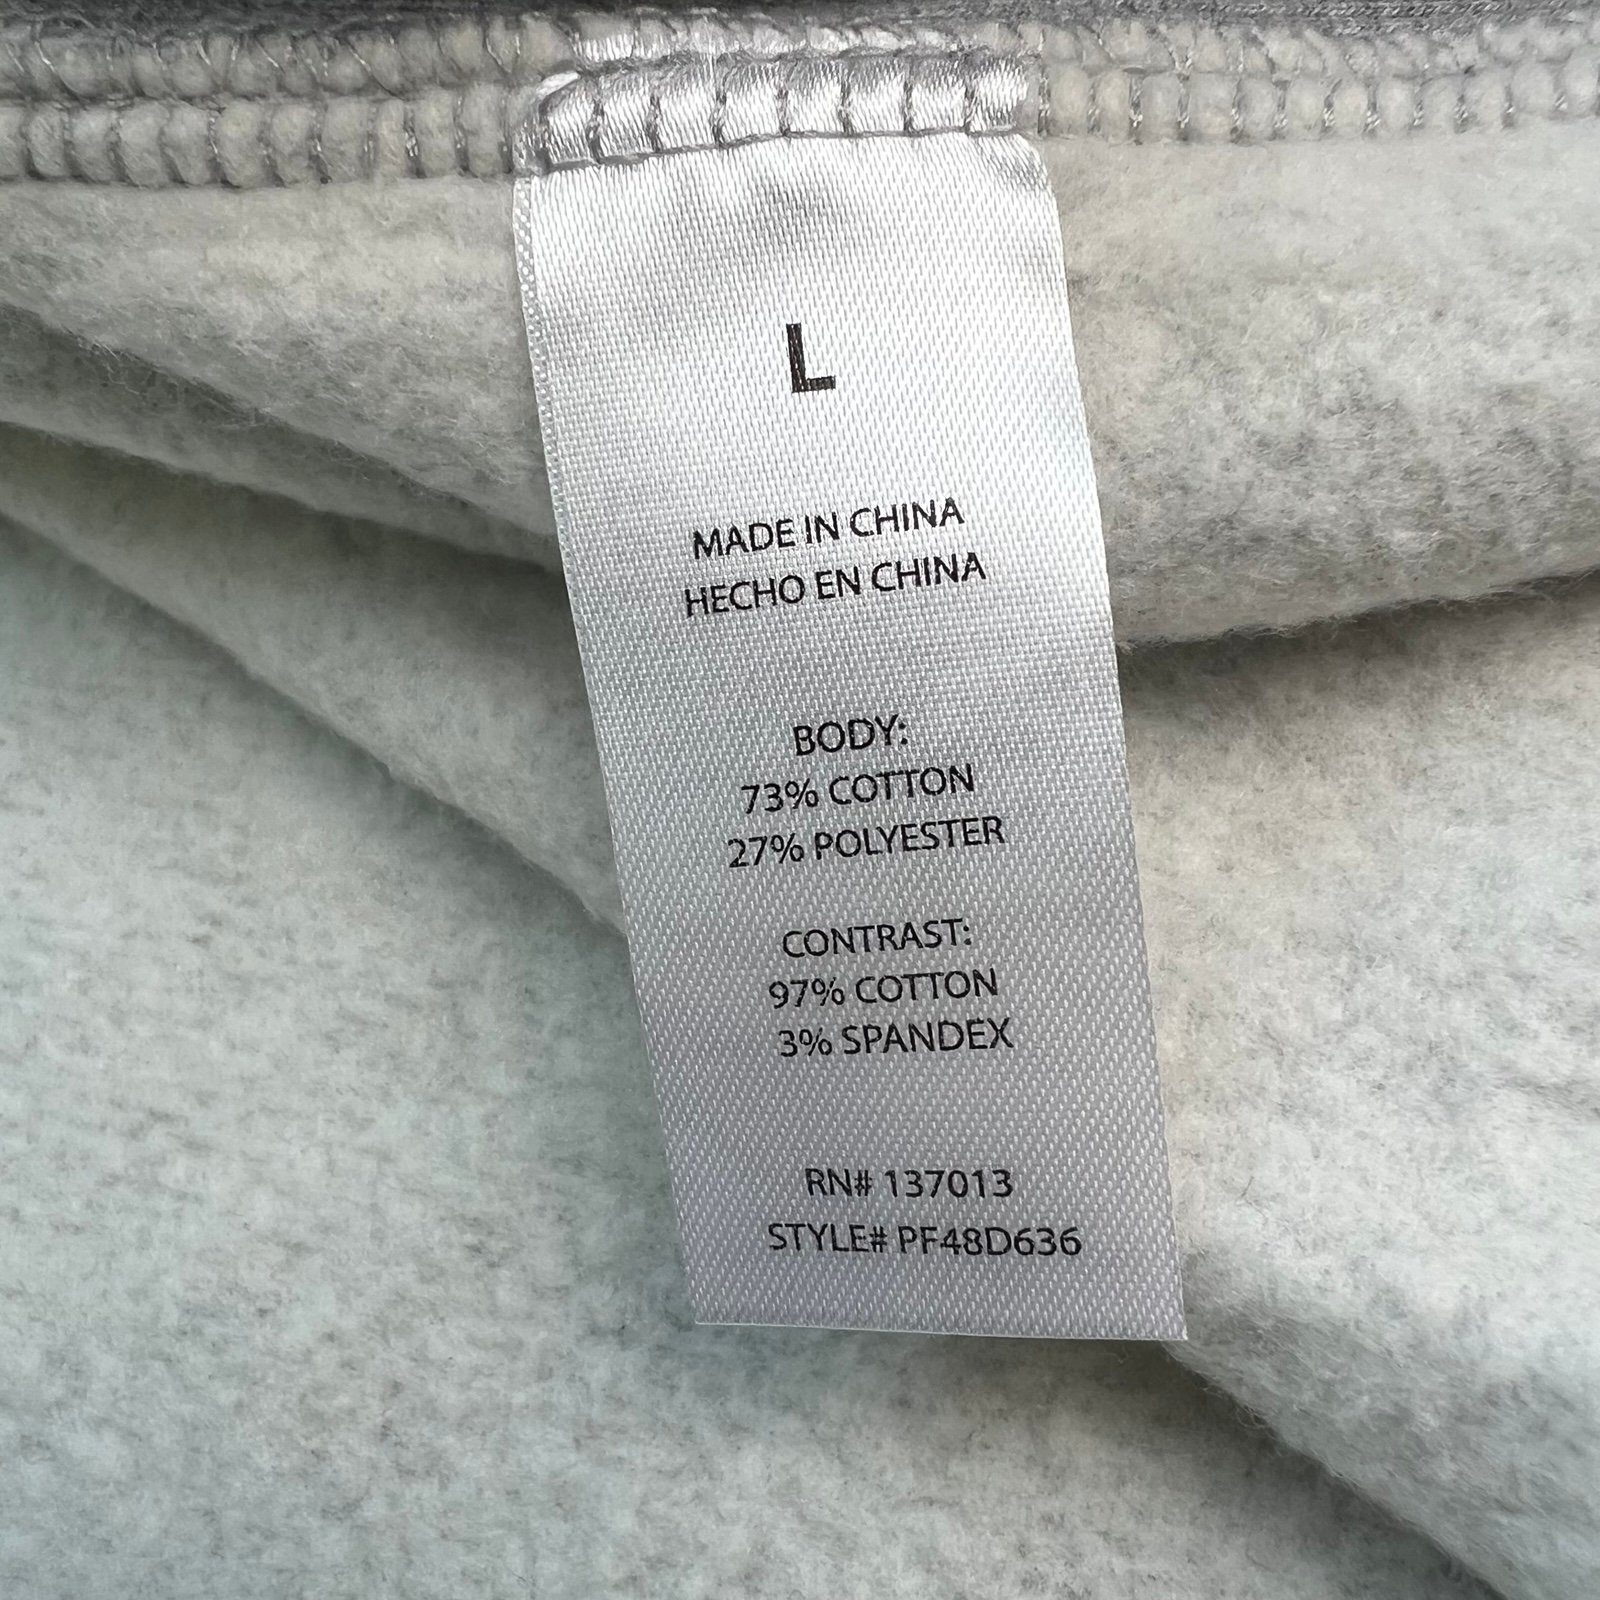 L
MADE IN CHINA
HECHO EN CHINA
BODY:
73% COTTON
27% POLYESTER
CONTRAST:
97% COTTON
3% SPANDEX
RN# 137013
STYLE# PF48D636